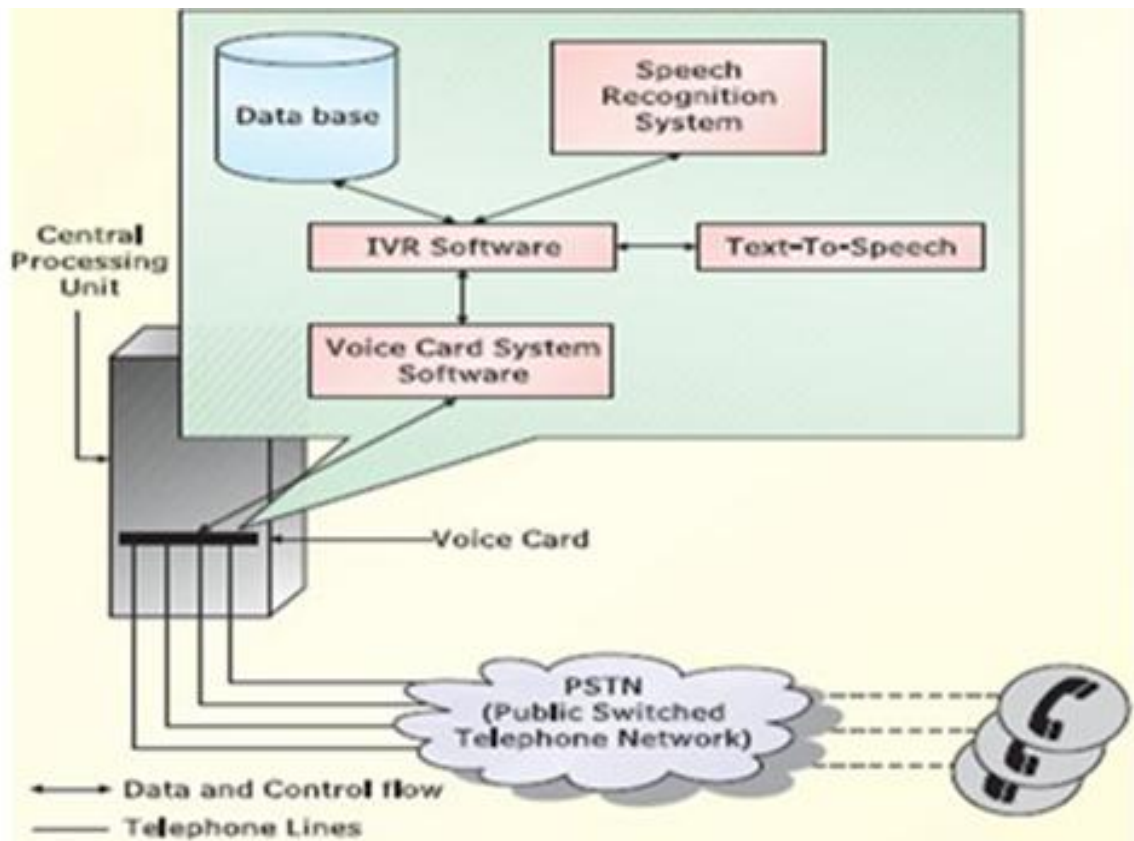 Data base
Speech
Recognition
System
Central
Processing
Unit
IVR Software
Text-To-Speech
Voice Card System
Software
Voice Card
PSTN
(Public Switched
Telephone Network)
Data and Control flow
Telephone Lines